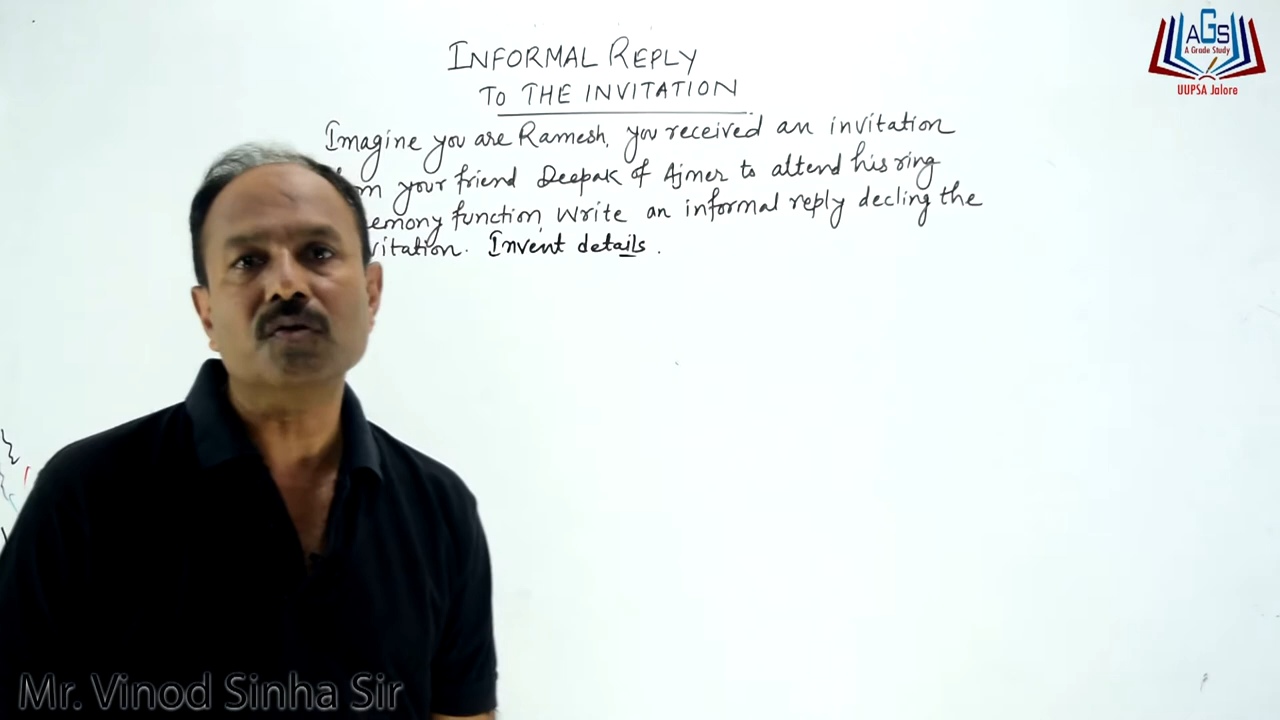 INFORMAL REPLY
TO THE INVITATION
Imagine you are Ramesh, you received an invitation
your friend Deepak of Ajmer to attend his ring
function, Write an informal reply decling the
Invent details.
AGS
A Grade Study
UUPSA Jalore
Mr. Vinod Sinha Sir